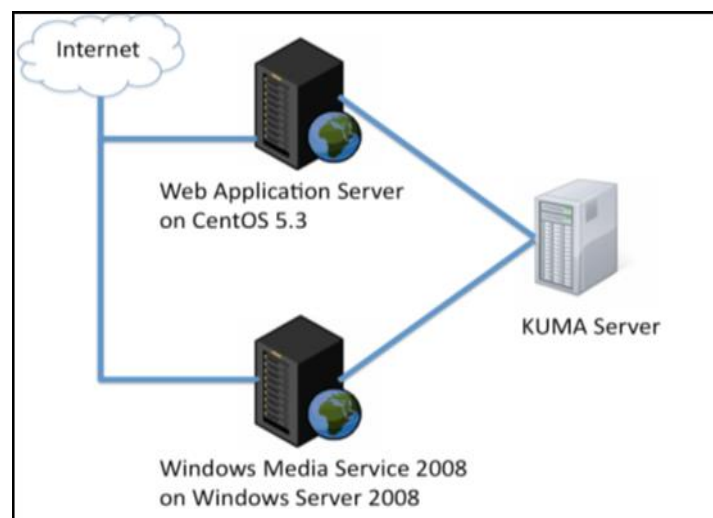 Internet
Web Application Server
on CentOS 5.3
KUMA Server
Windows Media Service 2008
on Windows Server 2008